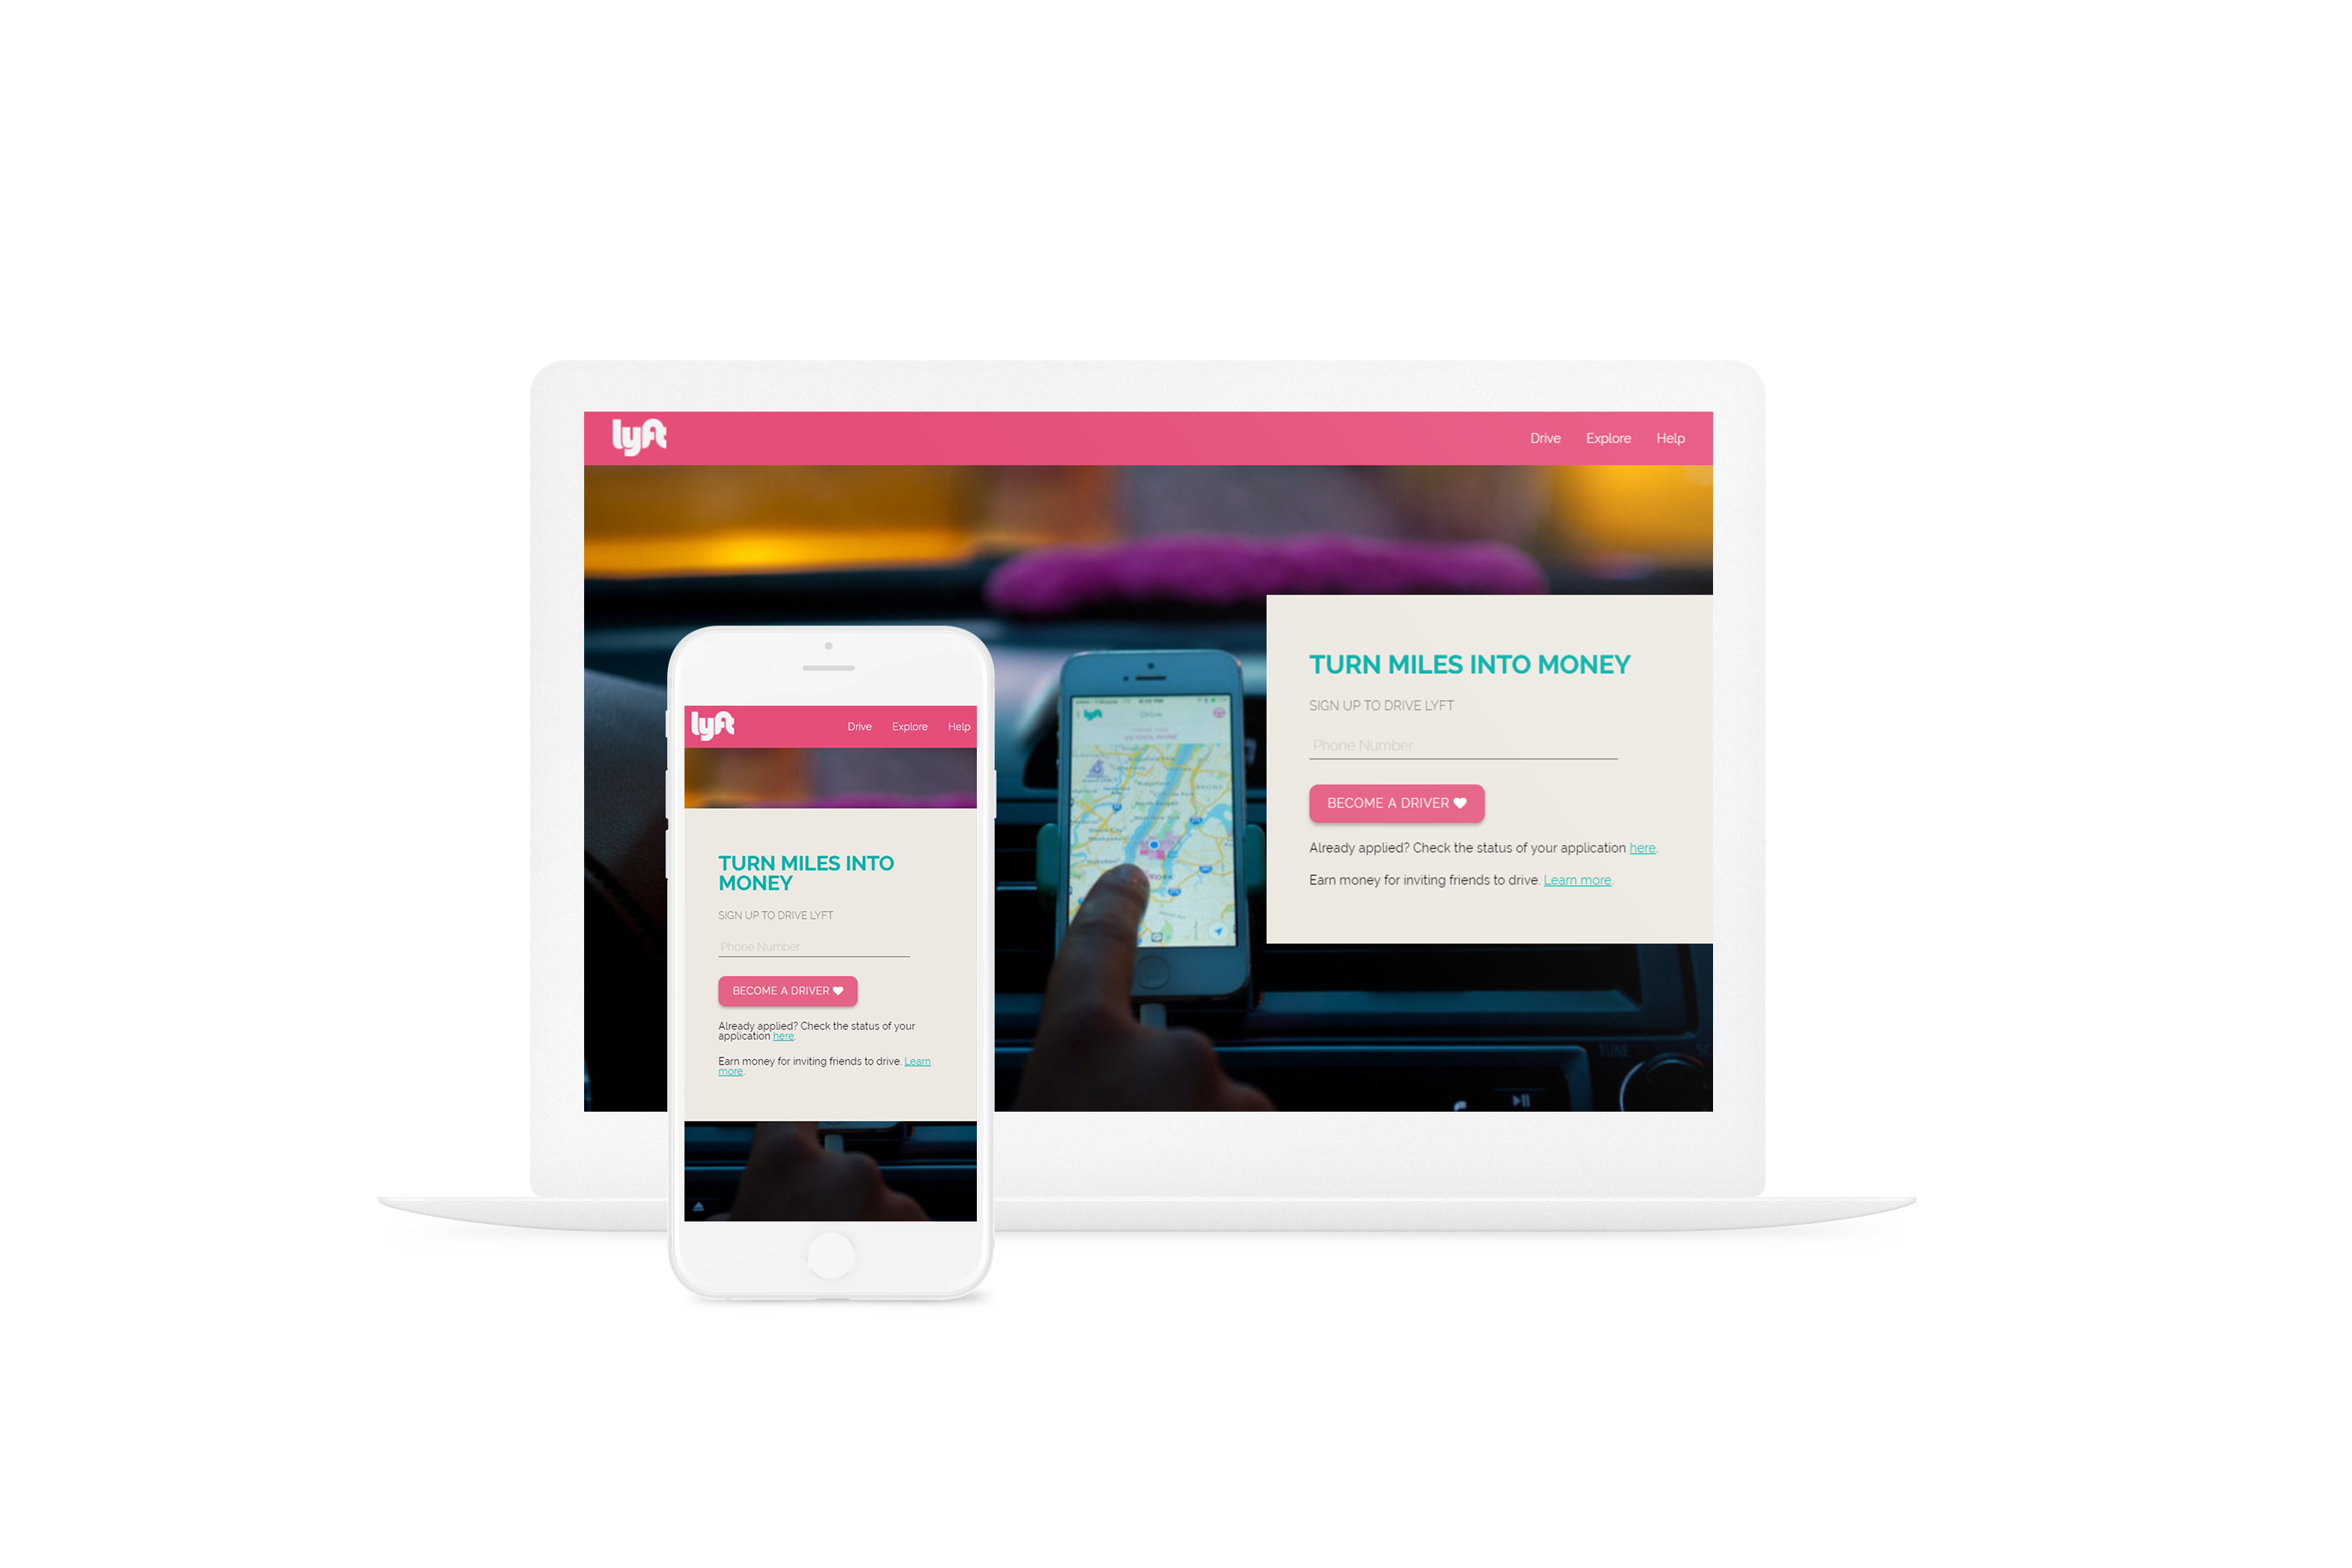 lyft
Drive Explore Help
TURN MILES INTO MONEY
SIGN UP TO DRIVE LYFT
Phone Number
BECOME A DRIVER
Already applied? Check the status of your application here.
Earn money for inviting friends to drive. Learn more.
lyft
Drive
TUNE
lyft
Drive Explore Help
TURN MILES INTO
MONEY
SIGN UP TO DRIVE LYFT
Phone Number
BECOME A DRIVER
Already applied? Check the status of your
application here.
Earn money for inviting friends to drive. Learn
more.